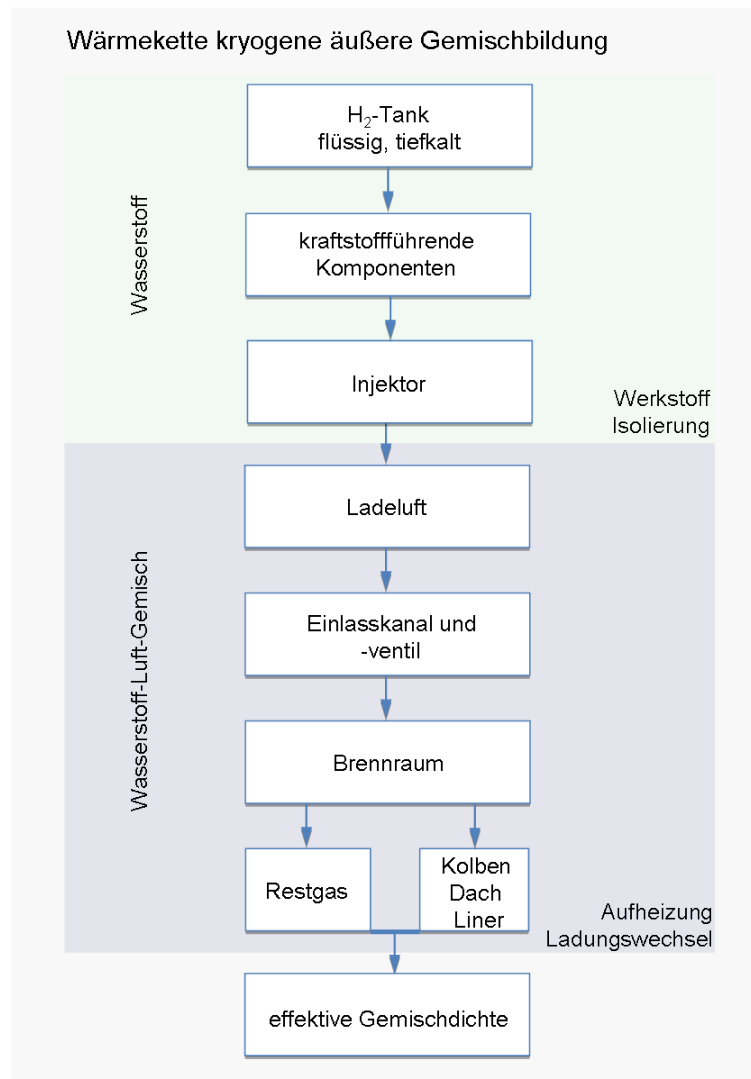 Wärmekette kryogene äußere Gemischbildung
H₂-Tank
flüssig, tiefkalt
Wasserstoff
kraftstoffführende
Komponenten
Injektor
Werkstoff
Isolierung
Ladeluft
Wasserstoff-Luft-Gemisch
Einlasskanal und
-ventil
Brennraum
Restgas
Kolben
Dach
Liner
Aufheizung
Ladungswechsel
effektive Gemischdichte